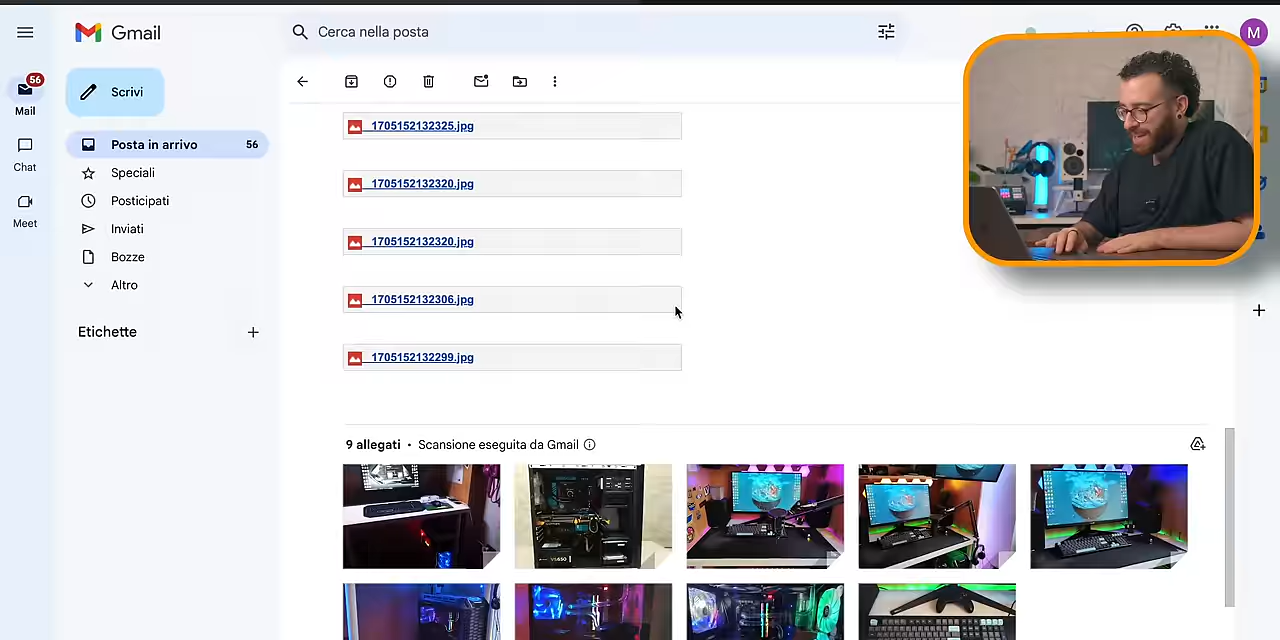 Gmail
Cerca nella posta
M
56
Mail
Scrivi
Chat
Meet
Posta in arrivo 56
Speciali
Posticipati
Inviati
Bozze
Altro
Etichette
1705152132325.jpg
1705152132320.jpg
1705152132320.jpg
1705152132306.jpg
1705152132299.jpg
9 allegati • Scansione eseguita da Gmail
VS650